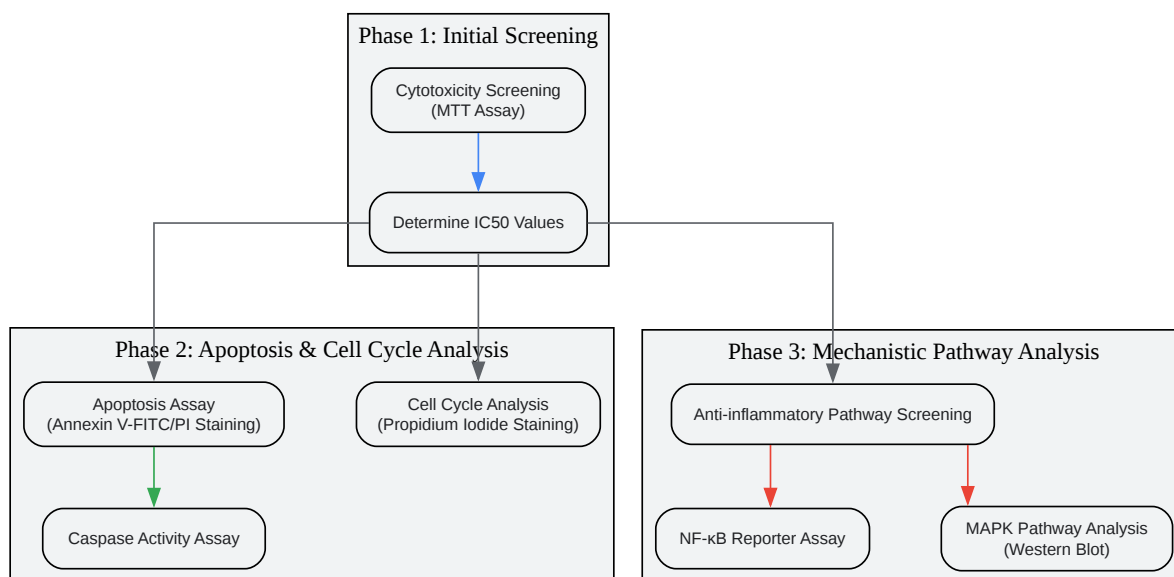 Phase 1: Initial Screening
Cytotoxicity Screening
(MTT Assay)
Determine IC50 Values
Phase 2: Apoptosis & Cell Cycle Analysis
Apoptosis Assay
(Annexin V-FITC/PI Staining)
Cell Cycle Analysis
(Propidium Iodide Staining)
Caspase Activity Assay
Phase 3: Mechanistic Pathway Analysis
Anti-inflammatory Pathway Screening
NF-κB Reporter Assay
MAPK Pathway Analysis
(Western Blot)